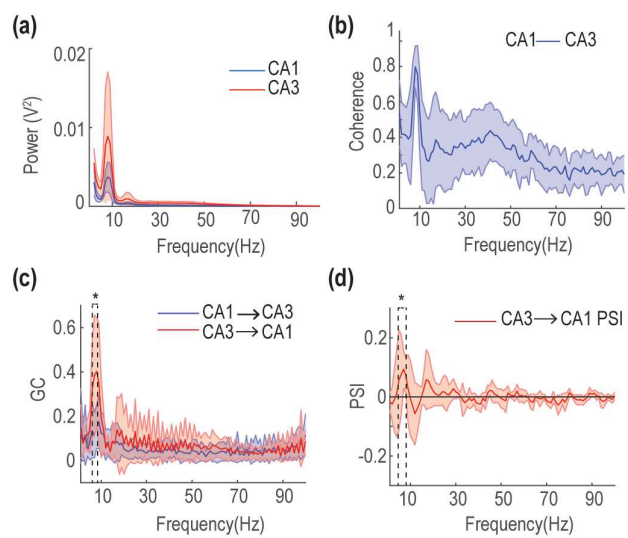 (a)
0.02
0.01
0
Power (V²)
CA1
CA3
10 30 50 70 90
Frequency(Hz)
(b)
1
0.8
0.6
0.4
0.2
0
Coherence
CA1 — CA3
10 30 50 70 90
Frequency(Hz)
(c)
*
0.6
0.4
0.2
0
GC
CA1 → CA3
CA3 → CA1
10 30 50 70 90
Frequency(Hz)
(d)
*
0.2
0
-0.2
PSI
CA3 → CA1 PSI
10 30 50 70 90
Frequency(Hz)